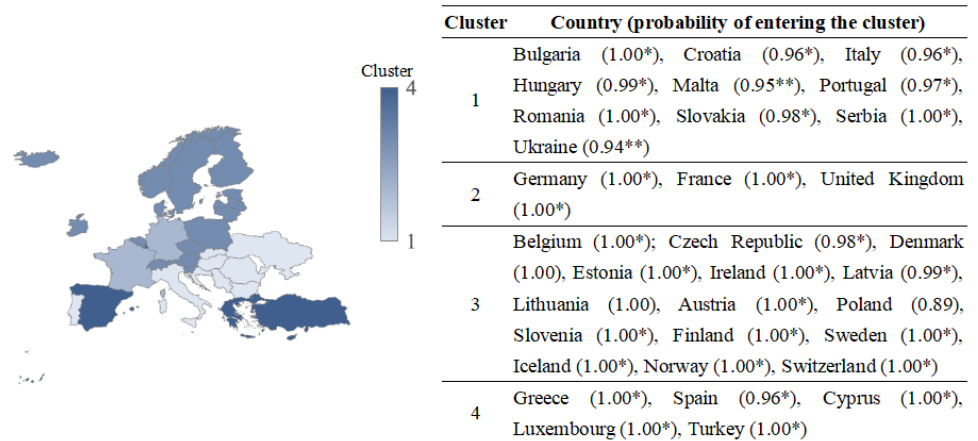 Cluster
4
1
Cluster Country (probability of entering the cluster)
1
Bulgaria (1.00*), Croatia (0.96*), Italy (0.96*),
Hungary (0.99*), Malta (0.95**), Portugal (0.97*),
Romania (1.00*), Slovakia (0.98*), Serbia (1.00*),
Ukraine (0.94**)
2
Germany (1.00*), France (1.00*), United Kingdom
(1.00*)
3
Belgium (1.00*); Czech Republic (0.98*), Denmark
(1.00), Estonia (1.00*), Ireland (1.00*), Latvia (0.99*),
Lithuania (1.00), Austria (1.00*), Poland (0.89),
Slovenia (1.00*), Finland (1.00*), Sweden (1.00*),
Iceland (1.00*), Norway (1.00*), Switzerland (1.00*)
4
Greece (1.00*), Spain (0.96*), Cyprus (1.00*),
Luxembourg (1.00*), Turkey (1.00*)